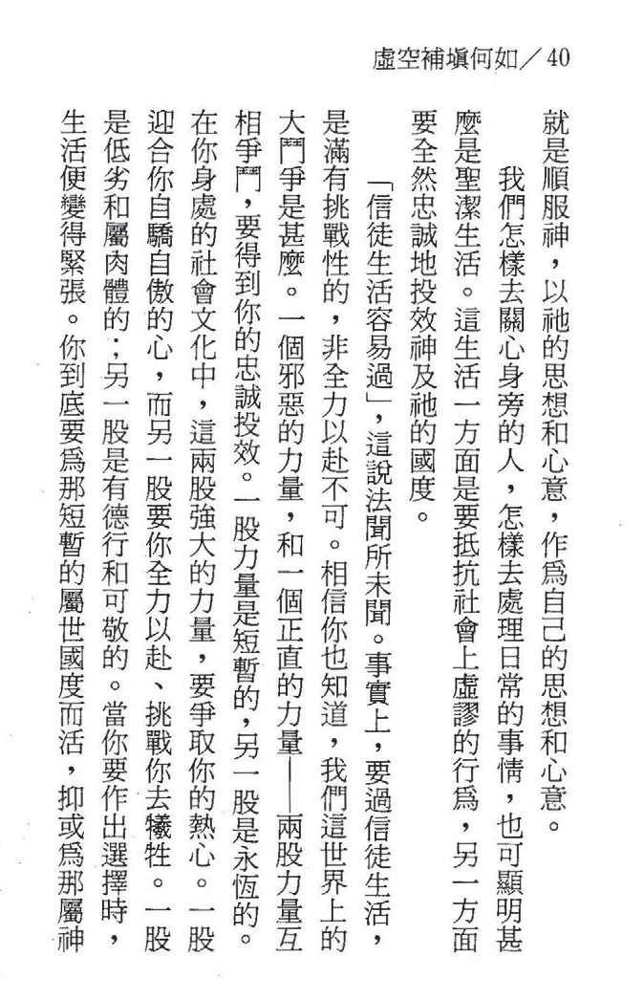 虛空補塡何如／40
就是順服神，以祂的思想和心意，作爲自己的思想和心意。
我們怎樣去關心身旁的人，怎樣去處理日常的事情，也可顯明甚
麼是聖潔生活。這生活一方面是要抵抗社會上虛謬的行爲，另一方面
要全然忠誠地投效神及祂的國度。
「信徒生活容易過」，這說法聞所未聞。事實上，要過信徒生活，
是滿有挑戰性的，非全力以赴不可。相信你也知道，我們這世界上的
大鬥爭是甚麼。一個邪惡的力量，和一個正直的力量——兩股力量互
相爭鬥，要得到你的忠誠投效。一股力量是短暫的，另一股是永恆的。
在你身處的社會文化中，這兩股強大的力量，要爭取你的熱心。一股
迎合你自驕自傲的心，而另一股要你全力以赴、挑戰你去犧牲。一股
是低劣和屬肉體的；另一股是有德行和可敬的。當你要作出選擇時，
生活便變得緊張。你到底要爲那短暫的屬世國度而活，抑或爲那屬神